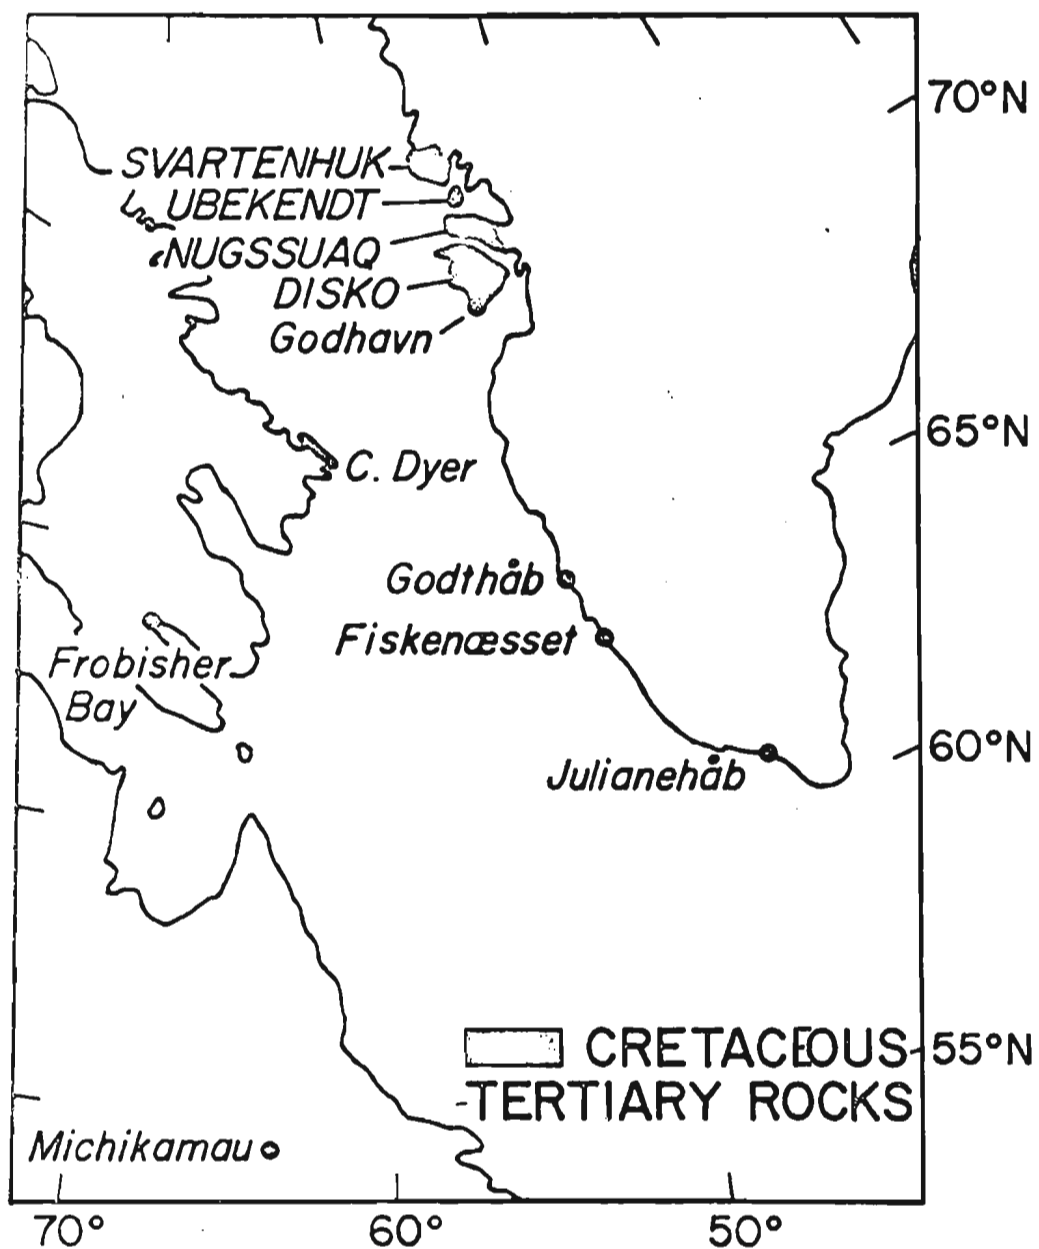 70°N
SVARTENHUK
UBEKENDT
NUGSSUAQ
DISKO
Godhavn
65°N
C. Dyer
Godthåb
Fiskenæsset
Frobisher
Bay
60°N
Julianehåb
CRETACEOUS
55°N
-TERTIARY ROCKS
Michikamau
70° 60° 50°